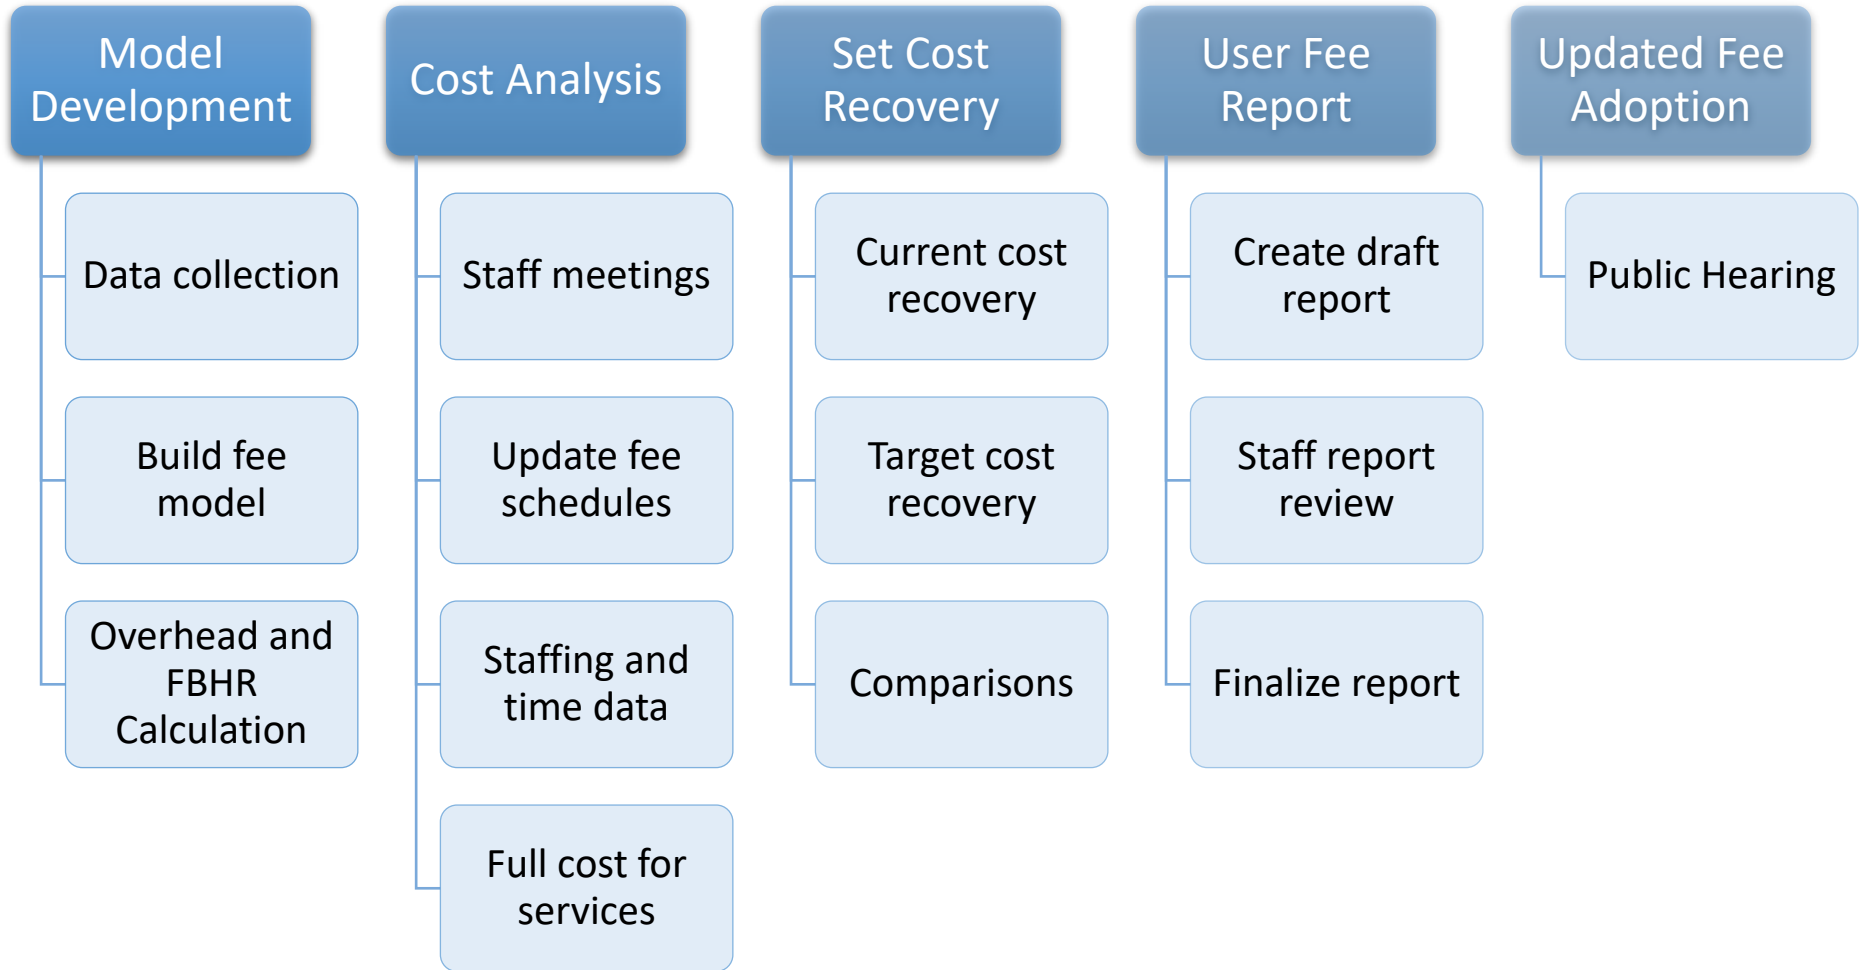 Model
Development
Data collection
Build fee
model
Overhead and
FBHR
Calculation
Cost Analysis
Staff meetings
Update fee
schedules
Staffing and
time data
Full cost for
services
Set Cost
Recovery
Current cost
recovery
Target cost
recovery
Comparisons
User Fee
Report
Create draft
report
Staff report
review
Finalize report
Updated Fee
Adoption
Public Hearing